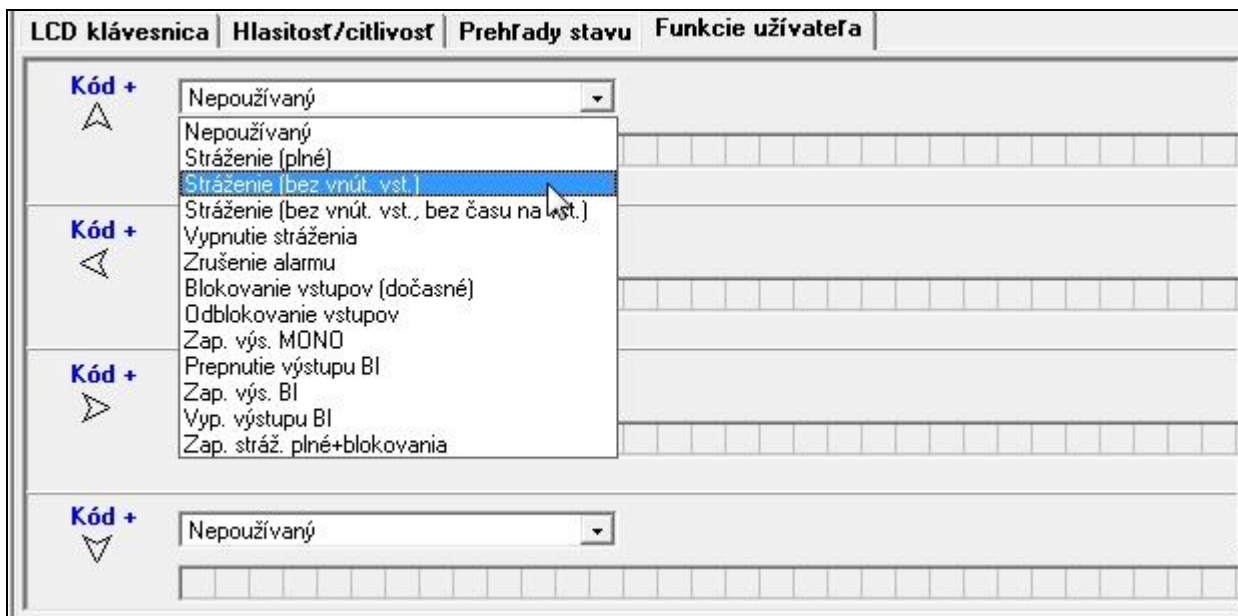 LCD klávesnica Hlasitosť/citlivosť Prehľady stavu Funkcie užívateľa
Kód +
Nepoužívaný
Nepoužívaný
Stráženie (plné)
Stráženie (bez vnút. vst.)
Stráženie (bez vnút. vst., bez času na vst.)
Kód +
Vypnutie stráženia
Zrušenie alarmu
Blokovanie vstupov (dočasné)
Odblokovanie vstupov
Zap. výs. MONO
Prepnutie výstupu BI
Kód +
Zap. výs. BI
Vyp. výstupu BI
Zap. stráž. plné+blokovania
Kód +
Nepoužívaný